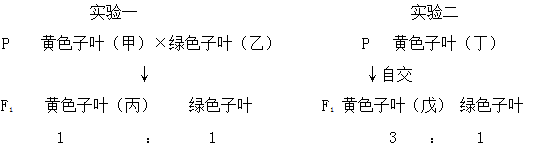 实验一 实验二
P 黄色子叶（甲）×绿色子叶（乙） P 黄色子叶（丁）
↓ ↓自交
F₁ 黄色子叶（丙） 绿色子叶 F₁ 黄色子叶（戊） 绿色子叶
1 : 1 3 : 1